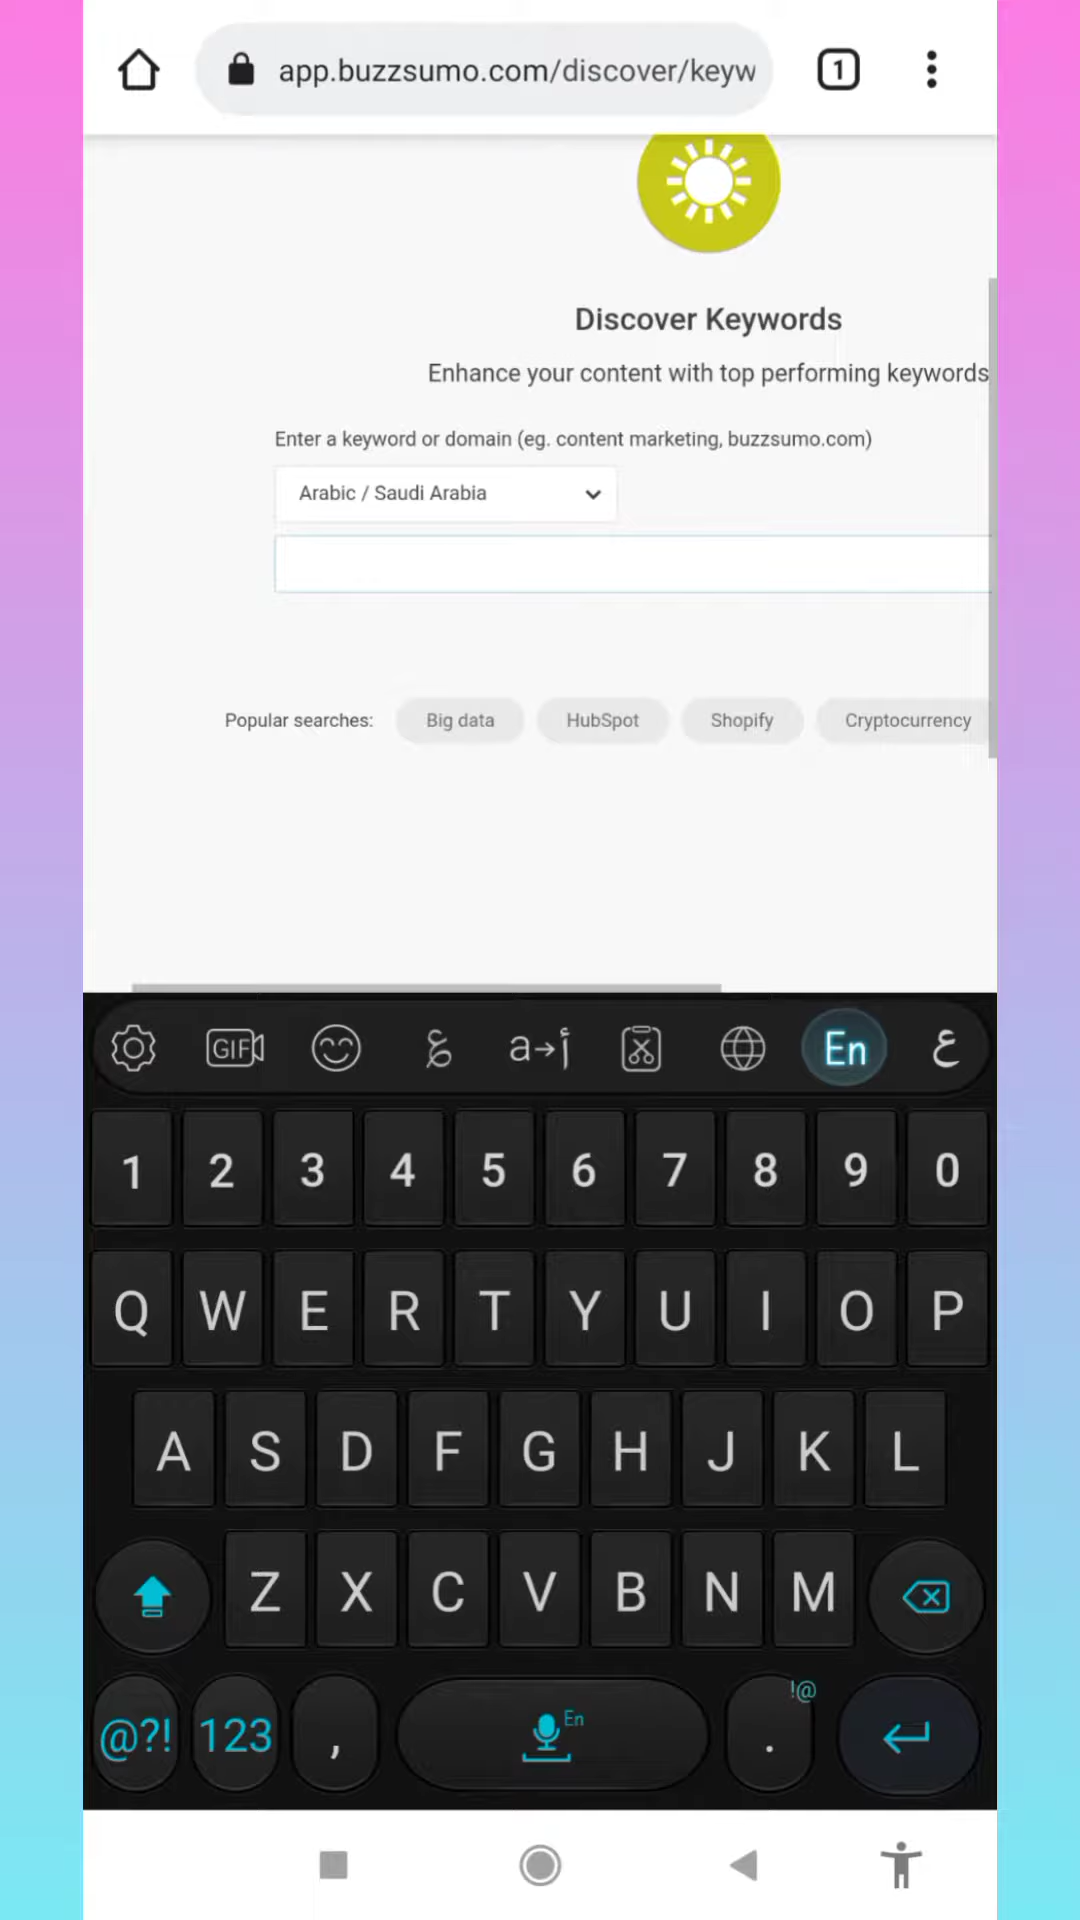 app.buzzsumo.com/discover/keyw
1
Discover Keywords
Enhance your content with top performing keywords
Enter a keyword or domain (eg. content marketing, buzzsumo.com)
Arabic / Saudi Arabia
Popular searches: Big data HubSpot Shopify Cryptocurrency
GIF a→أ En ع
1 2 3 4 5 6 7 8 9 0
Q W E R T Y U I O P
A S D F G H J K L
Z X C V B N M
!@
@?! 123 , En .